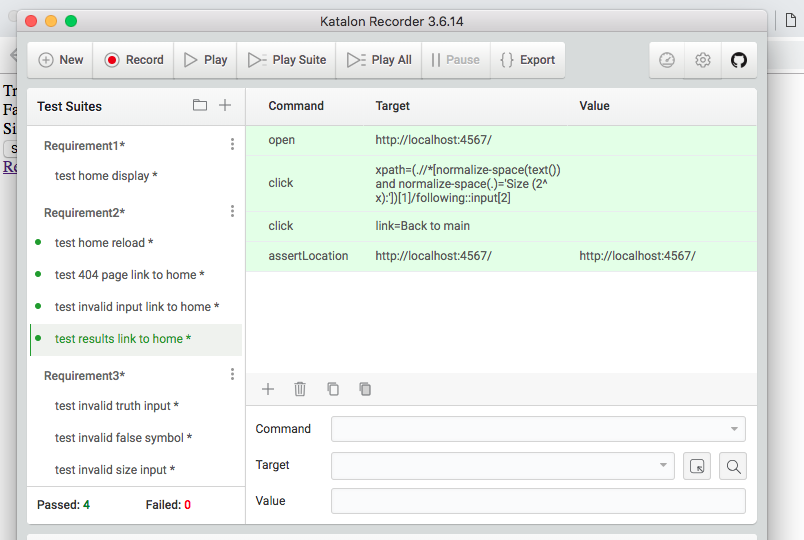 Katalon Recorder 3.6.14
New Record Play Play Suite Play All Pause Export
Tr
Fa
Si
S
Re
Test Suites
Requirement1*
test home display *
Requirement2*
test home reload *
test 404 page link to home *
test invalid input link to home *
test results link to home *
Requirement3*
test invalid truth input *
test invalid false symbol *
test invalid size input *
Passed: 4 Failed: 0
Command Target Value
open http://localhost:4567/
click xpath=(.//*[normalize-space(text())
and normalize-space(.)='Size (2^
x):'])[1]/following::input[2]
click link=Back to main
assertLocation http://localhost:4567/ http://localhost:4567/
Command
Target
Value